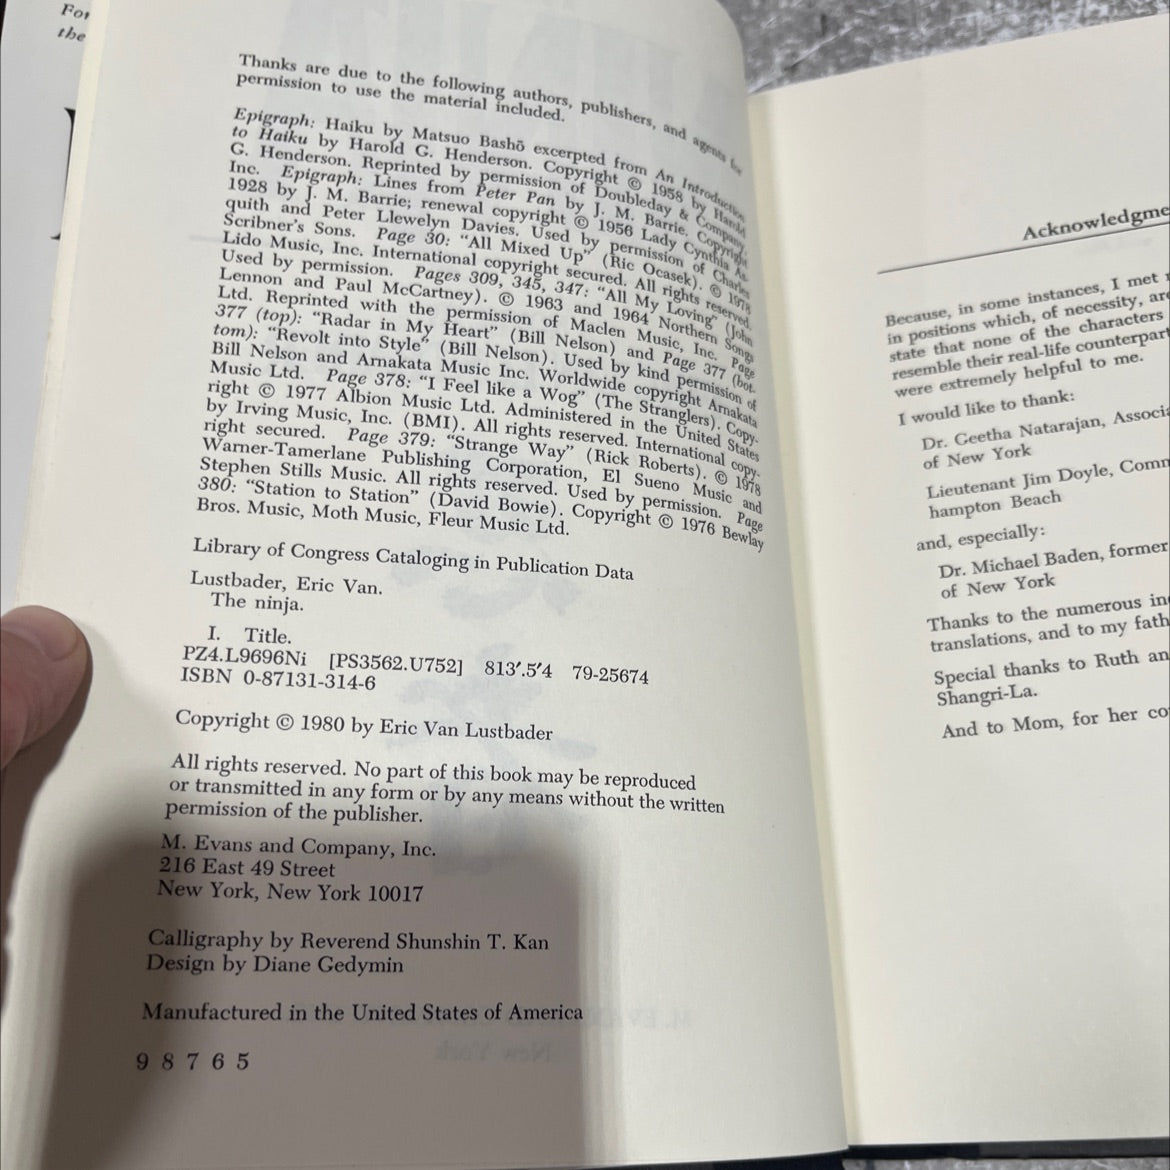 For
the
Thanks are due to the following authors, publishers, and agents for
permission to use the material included.
Epigraph: Haiku by Matsuo Bashō excerpted from An Introduction
to Haiku by Harold G. Henderson. Copyright © 1958 by Harold
G. Henderson. Reprinted by permission of Doubleday & Company,
Inc. Epigraph: Lines from Peter Pan by J. M. Barrie. Copyright
1928 by J. M. Barrie; renewal copyright © 1956 Lady Cynthia As-
quith and Peter Llewelyn Davies. Used by permission of Charles
Scribner's Sons. Page 30: "All Mixed Up" (Ric Ocasek). © 1978
Lido Music, Inc. International copyright secured. All rights reserved.
Used by permission. Pages 309, 345, 347: "All My Loving" (John
Lennon and Paul McCartney). © 1963 and 1964 Northern Songs
Ltd. Reprinted with the permission of Maclen Music, Inc. Page
377 (top): "Radar in My Heart" (Bill Nelson) and Page 377 (bot-
tom): "Revolt into Style" (Bill Nelson). Used by kind permission of
Bill Nelson and Arnakata Music Inc. Worldwide copyright Arnakata
Music Ltd. Page 378: "I Feel like a Wog" (The Stranglers). Copy-
right © 1977 Albion Music Ltd. Administered in the United States
by Irving Music, Inc. (BMI). All rights reserved. International copy-
right secured. Page 379: "Strange Way" (Rick Roberts). © 1978
Warner-Tamerlane Publishing Corporation, El Sueno Music and
Stephen Stills Music. All rights reserved. Used by permission. Page
380: "Station to Station" (David Bowie). Copyright © 1976 Bewlay
Bros. Music, Moth Music, Fleur Music Ltd.
Library of Congress Cataloging in Publication Data
Lustbader, Eric Van.
The ninja.
I. Title.
PZ4.L9696Ni [PS3562.U752] 813'.5'4 79-25674
ISBN 0-87131-314-6
Copyright © 1980 by Eric Van Lustbader
All rights reserved. No part of this book may be reproduced
or transmitted in any form or by any means without the written
permission of the publisher.
M. Evans and Company, Inc.
216 East 49 Street
New York, New York 10017
Calligraphy by Reverend Shunshin T. Kan
Design by Diane Gedymin
Manufactured in the United States of America
9 8 7 6 5
Acknowledgme
Because, in some instances, I met
in positions which, of necessity, are
state that none of the characters
resemble their real-life counterpart
were extremely helpful to me.
I would like to thank:
Dr. Geetha Natarajan, Associa
of New York
Lieutenant Jim Doyle, Comm
hampton Beach
and, especially:
Dr. Michael Baden, former
of New York
Thanks to the numerous in
translations, and to my fath
Special thanks to Ruth an
Shangri-La.
And to Mom, for her co